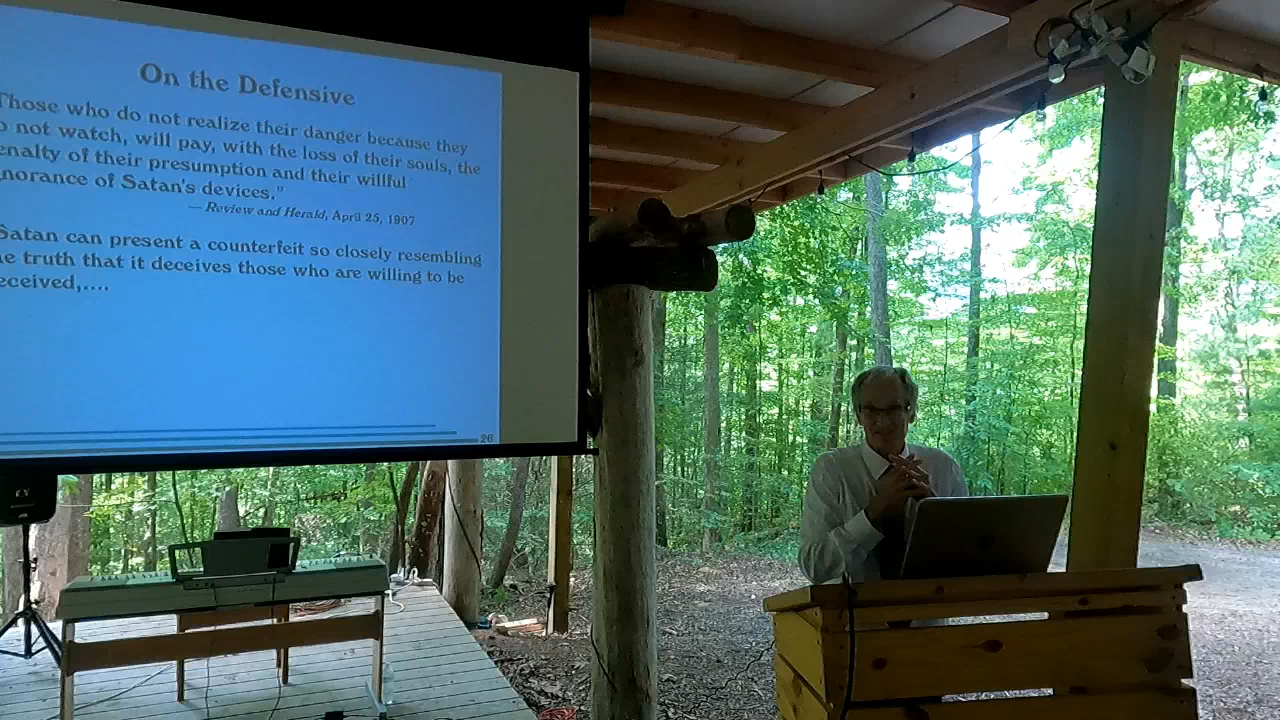 On the Defensive
Those who do not realize their danger because they
o not watch, will pay, with the loss of their souls, the
enalty of their presumption and their willful
gnorance of Satan's devices."
— Review and Herald, April 25, 1907
Satan can present a counterfeit so closely resembling
he truth that it deceives those who are willing to be
eceived,....
26